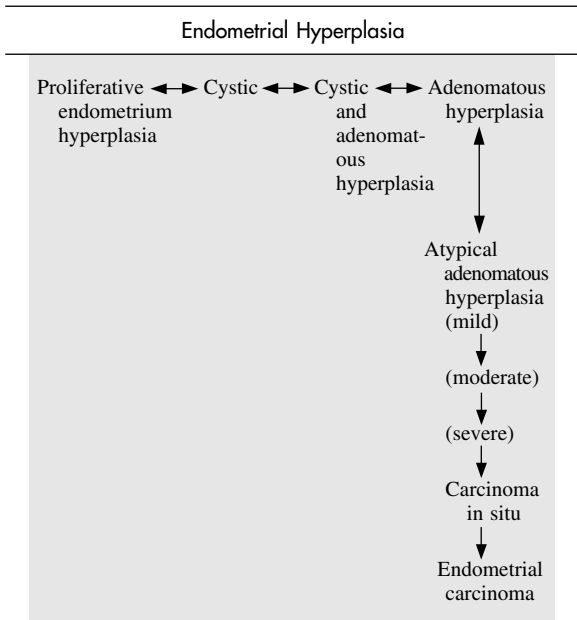 Endometrial Hyperplasia
Proliferative
endometrium
hyperplasia
Cystic
Cystic
and
adenomat-
ous
hyperplasia
Adenomatous
hyperplasia
Atypical
adenomatous
hyperplasia
(mild)
(moderate)
(severe)
Carcinoma
in situ
Endometrial
carcinoma